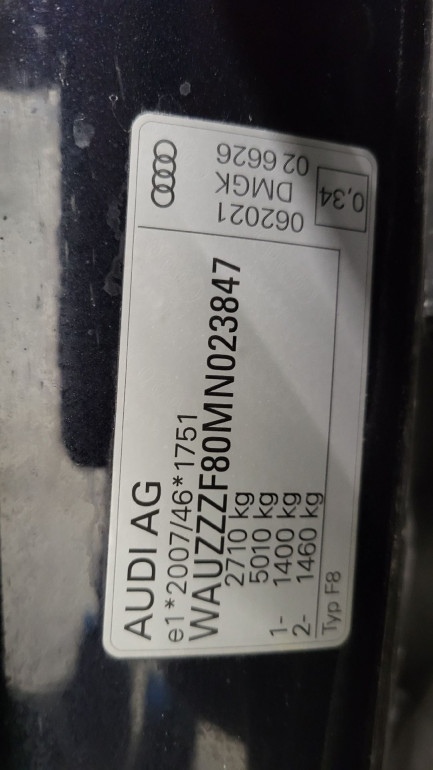 AUDI AG
e1*2007/46*1751
WAUZZZF80MN023847
2710 kg
5010 kg
1- 1400 kg
2- 1460 kg
Typ F8
062021
DMGK
02 6626
0,34